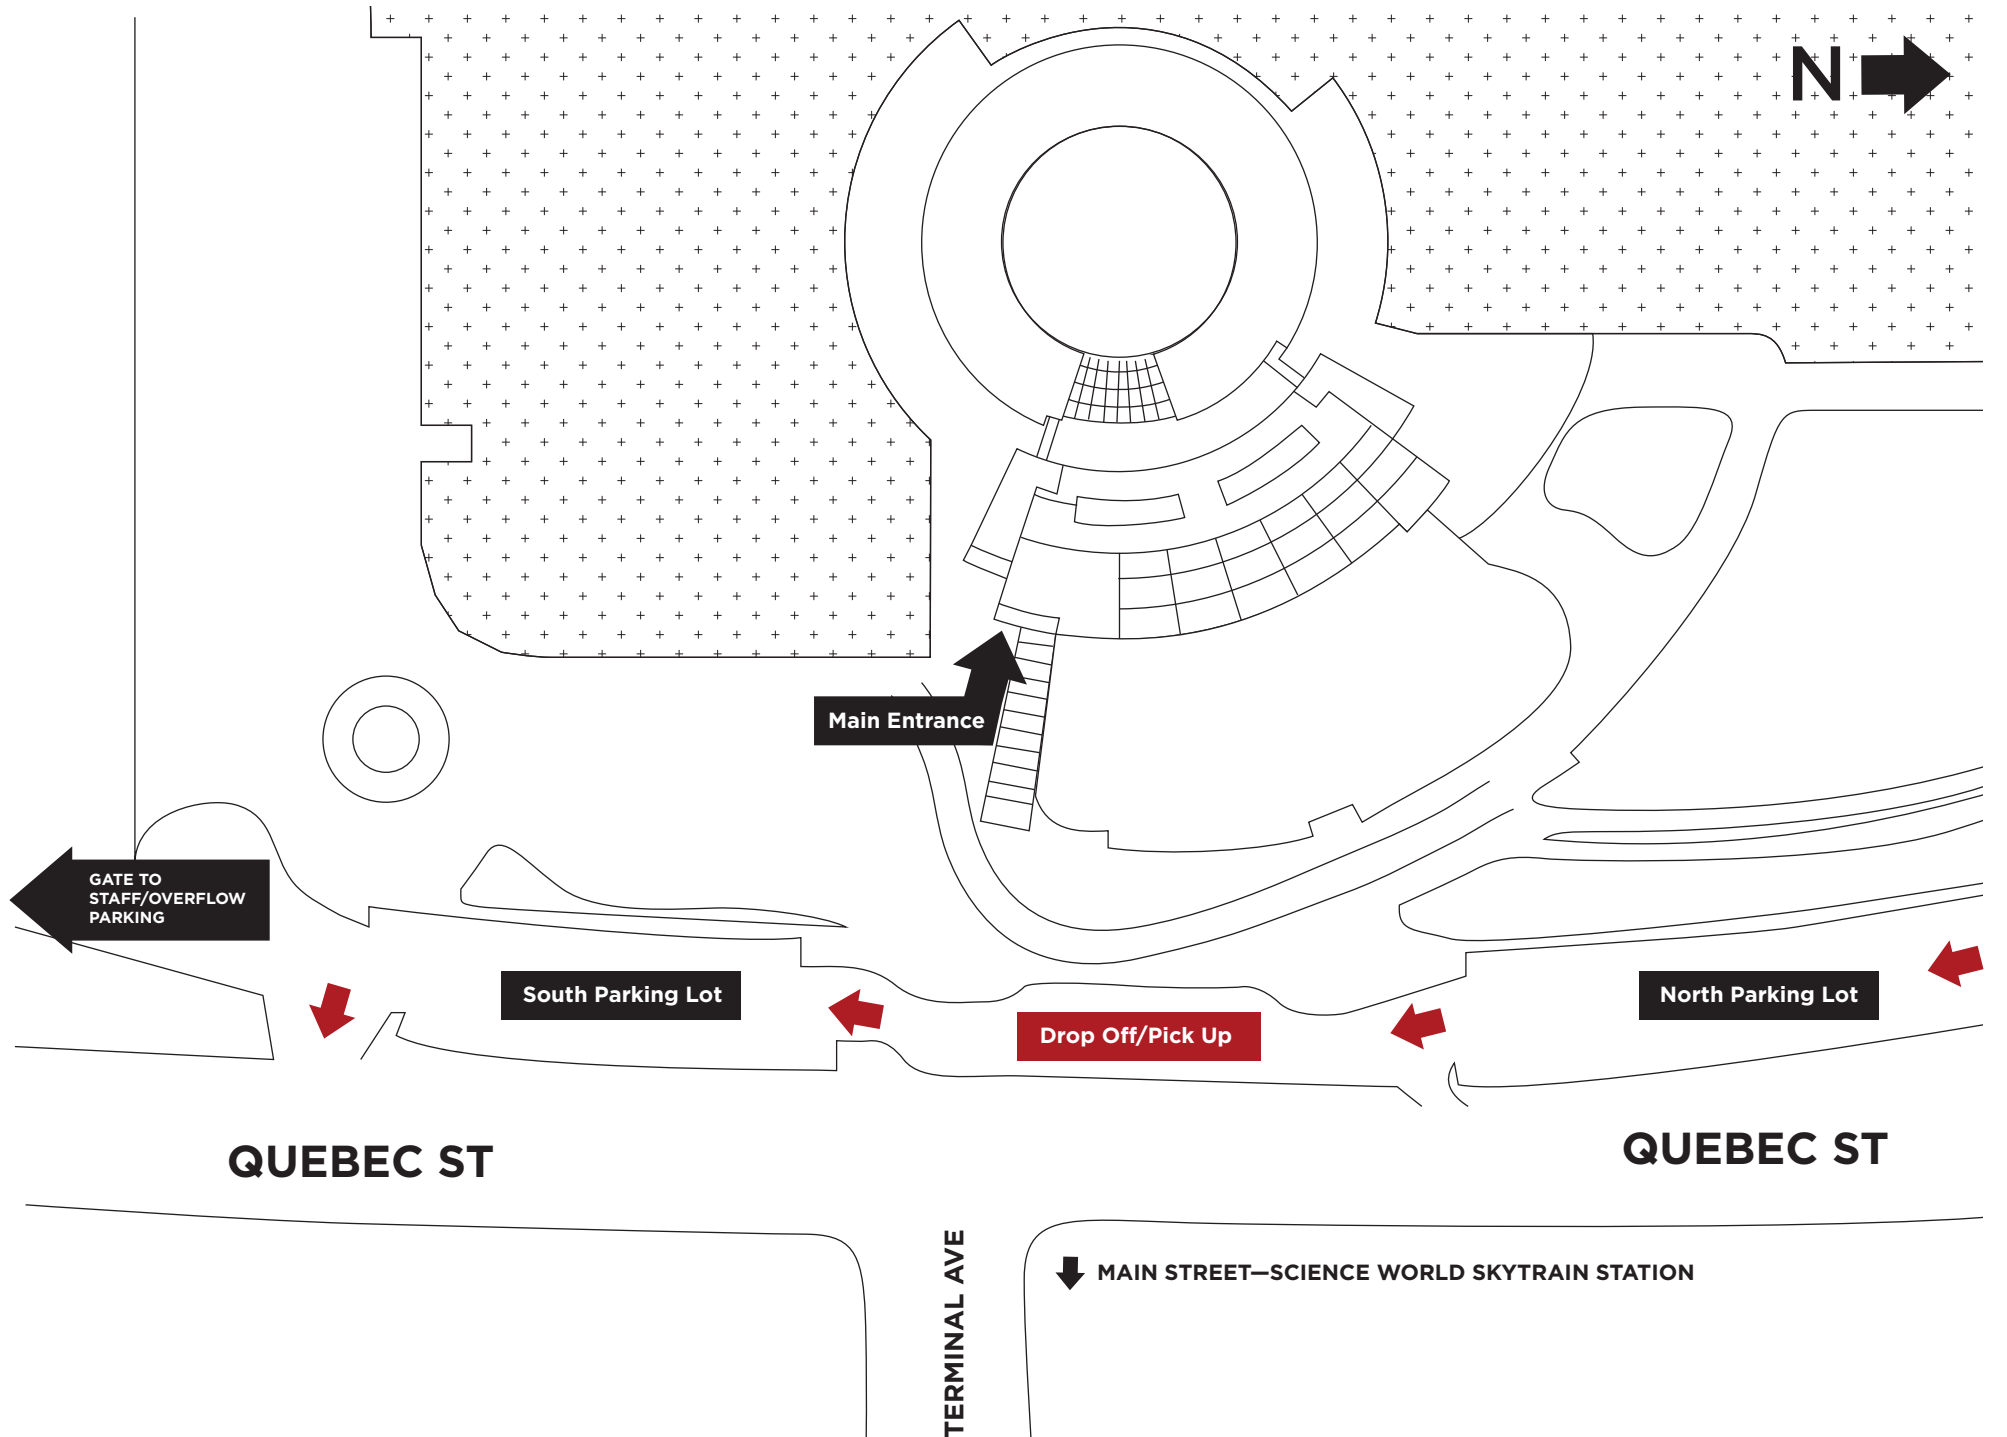 N
Main Entrance
GATE TO
STAFF/OVERFLOW
PARKING
South Parking Lot
North Parking Lot
Drop Off/Pick Up
QUEBEC ST
QUEBEC ST
TERMINAL AVE
MAIN STREET—SCIENCE WORLD SKYTRAIN STATION